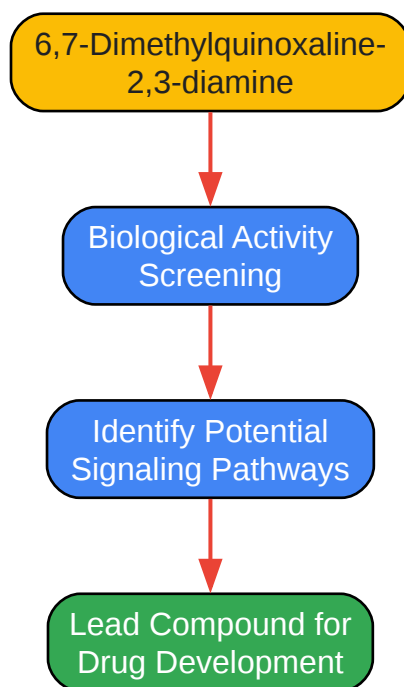 6,7-Dimethylquinoxaline-
2,3-diamine
Biological Activity
Screening
Identify Potential
Signaling Pathways
Lead Compound for
Drug Development